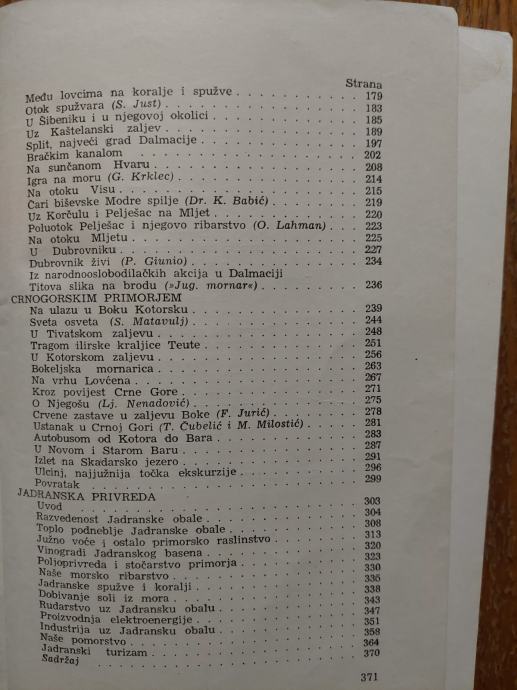 Strana
Među lovcima na koralje i spužve . . . . . . . . . . 179
Otok spužvara (S. Just) . . . . . . . . . . 183
U Šibeniku i u njegovoj okolici . . . . . . . . . . 185
Uz Kaštelanski zaljev . . . . . . . . . . 189
Split, najveći grad Dalmacije . . . . . . . . . . 197
Bračkim kanalom . . . . . . . . . . 202
Na sunčanom Hvaru . . . . . . . . . . 208
Igra na moru (G. Krklec) . . . . . . . . . . 214
Na otoku Visu . . . . . . . . . . 215
Čari biševske Modre spilje (Dr. K. Babić) . . . . . . 219
Uz Korčulu i Pelješac na Mljet . . . . . . . . . . 220
Poluotok Pelješac i njegovo ribarstvo (O. Lahman) . . . 223
Na otoku Mljetu . . . . . . . . . . 225
U Dubrovniku . . . . . . . . . . 227
Dubrovnik živi (P. Giunio) . . . . . . . . . . 234
Iz narodnooslobodilačkih akcija u Dalmaciji
Titova slika na brodu (»Jug. mornar«) . . . . . . 236
CRNOGORSKIM PRIMORJEM
Na ulazu u Boku Kotorsku . . . . . . . . . . 239
Sveta osveta (S. Matavulj) . . . . . . . . . . 244
U Tivatskom zaljevu . . . . . . . . . . 248
Tragom ilirske kraljice Teute . . . . . . . . . . 251
U Kotorskom zaljevu . . . . . . . . . . 256
Bokeljska mornarica . . . . . . . . . . 263
Na vrhu Lovćena . . . . . . . . . . 267
Kroz povijest Crne Gore . . . . . . . . . . 271
O Njegošu (Lj. Nenadović) . . . . . . . . . . 275
Crvene zastave u zaljevu Boke (F. Jurić) . . . . . . 278
Ustanak u Crnoj Gori (T. Čubelić i M. Milostić) . . . . 281
Autobusom od Kotora do Bara . . . . . . . . . . 283
U Novom i Starom Baru . . . . . . . . . . 287
Izlet na Skadarsko jezero . . . . . . . . . . 291
Ulcinj, najjužnija točka ekskurzije . . . . . . . . . . 296
Povratak . . . . . . . . . . 299
JADRANSKA PRIVREDA
Uvod . . . . . . . . . . 303
Razvedenost Jadranske obale . . . . . . . . . . 304
Toplo podneblje Jadranske obale . . . . . . . . . . 308
Južno voće i ostalo primorsko raslinstvo . . . . . . 313
Vinogradi Jadranskog basena . . . . . . . . . . 320
Poljoprivreda i stočarstvo primorja . . . . . . . . . . 323
Naše morsko ribarstvo . . . . . . . . . . 330
Jadranske spužve i koralji . . . . . . . . . . 335
Dobivanje soli iz mora . . . . . . . . . . 338
Rudarstvo uz Jadransku obalu . . . . . . . . . . 343
Proizvodnja elektroenergije . . . . . . . . . . 347
Industrija uz Jadransku obalu . . . . . . . . . . 351
Naše pomorstvo . . . . . . . . . . 358
Jadranski turizam . . . . . . . . . . 364
Sadržaj . . . . . . . . . . 370
371